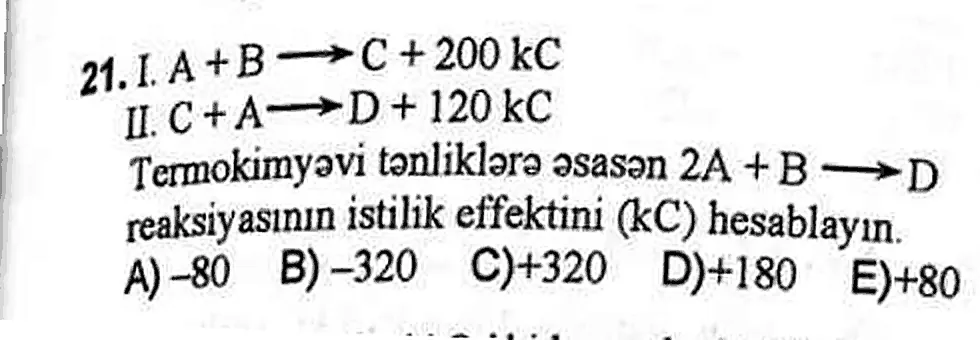 21. I. A + B ⟶ C + 200 kC
II. C + A ⟶ D + 120 kC
Termokimyəvi tənliklərə əsasən 2A + B ⟶ D
reaksiyasının istilik effektini (kC) hesablayın.
A) –80 B) –320 C)+320 D)+180 E)+80